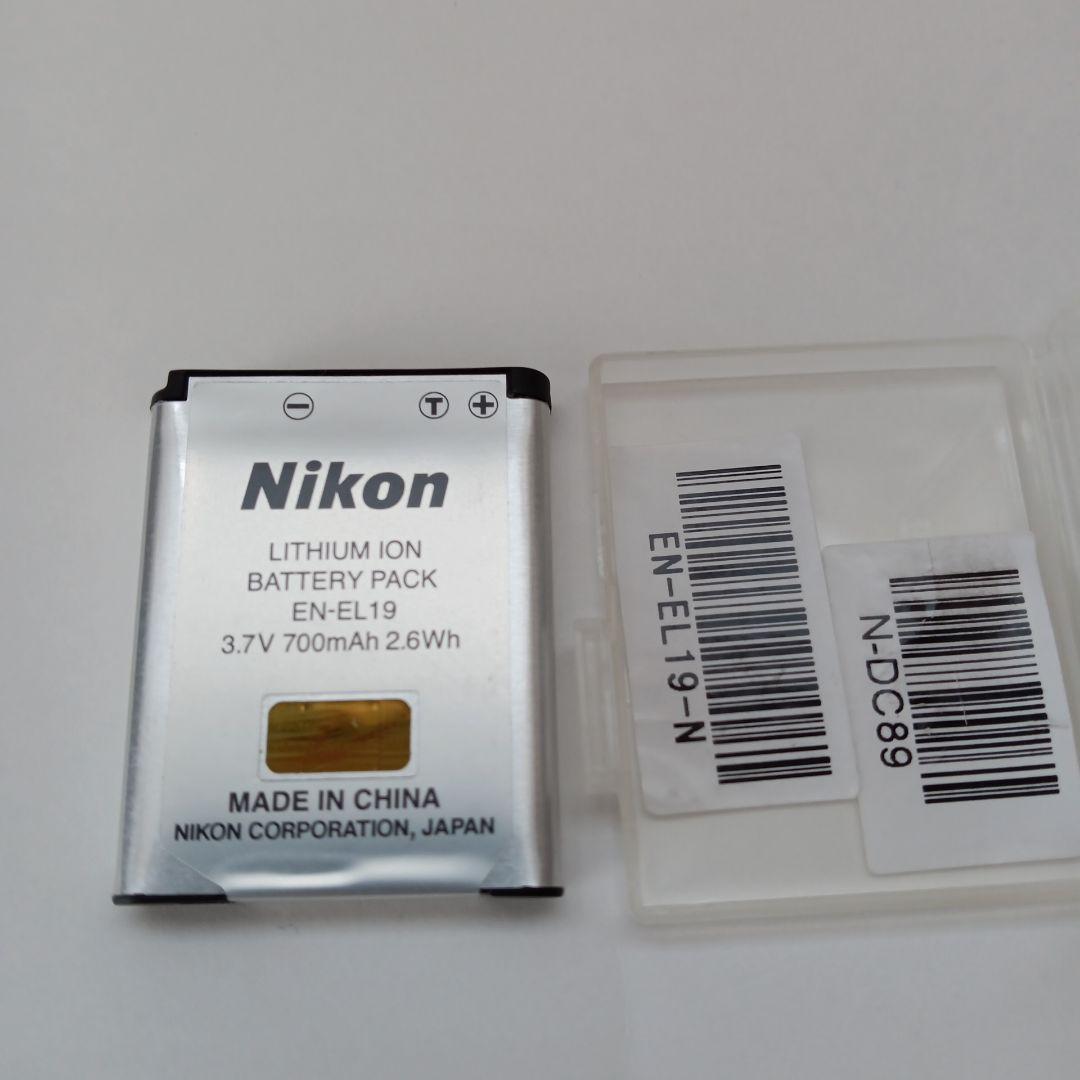 − T +
Nikon
LITHIUM ION
BATTERY PACK
EN-EL19
3.7V 700mAh 2.6Wh
MADE IN CHINA
NIKON CORPORATION, JAPAN
EN-EL19-N
N-DC89